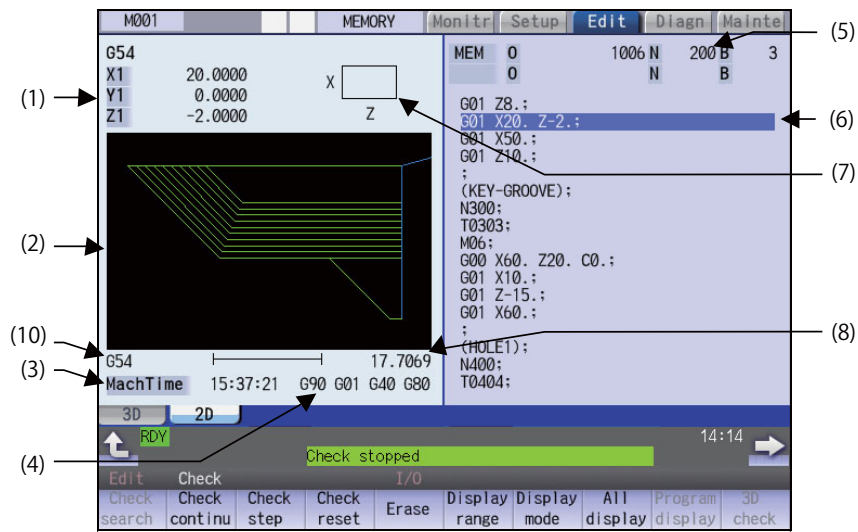 M001 MEMORY Monitr Setup Edit Diagn Mainte
(5)
G54
MEM O 1006 N 200 B 3
O N B
X1 20.0000
Y1 0.0000
Z1 -2.0000
X
Z
(1)
G01 Z8.;
G01 X20. Z-2.;
G01 X50.;
G01 Z10.;
;
(KEY-GROOVE);
N300;
T0303;
M06;
G00 X60. Z20. C0.;
G01 X10.;
G01 Z-15.;
G01 X60.;
;
(HOLE1);
N400;
T0404;
(6)
(7)
(2)
(8)
(10)
G54 17.7069
(3)
MachTime 15:37:21 G90 G01 G40 G80
(4)
3D 2D
RDY 14:14
Check stopped
Edit Check I/O
Check search
Check continu
Check step
Check reset
Erase
Display range
Display mode
All display
Program display
3D check